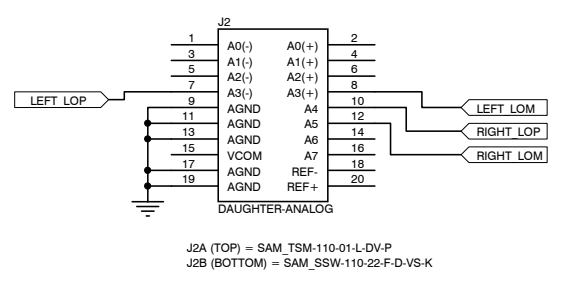 J2
1 A0(-) A0(+) 2
3 A1(-) A1(+) 4
5 A2(-) A2(+) 6
7 A3(-) A3(+) 8
LEFT LOP
9 AGND A4 10
LEFT LOM
11 AGND A5 12
RIGHT_LOP
13 AGND A6 14
15 VCOM A7 16
RIGHT LOM
17 AGND REF- 18
19 AGND REF+ 20
DAUGHTER-ANALOG
J2A (TOP) = SAM_TSM-110-01-L-DV-P
J2B (BOTTOM) = SAM_SSW-110-22-F-D-VS-K